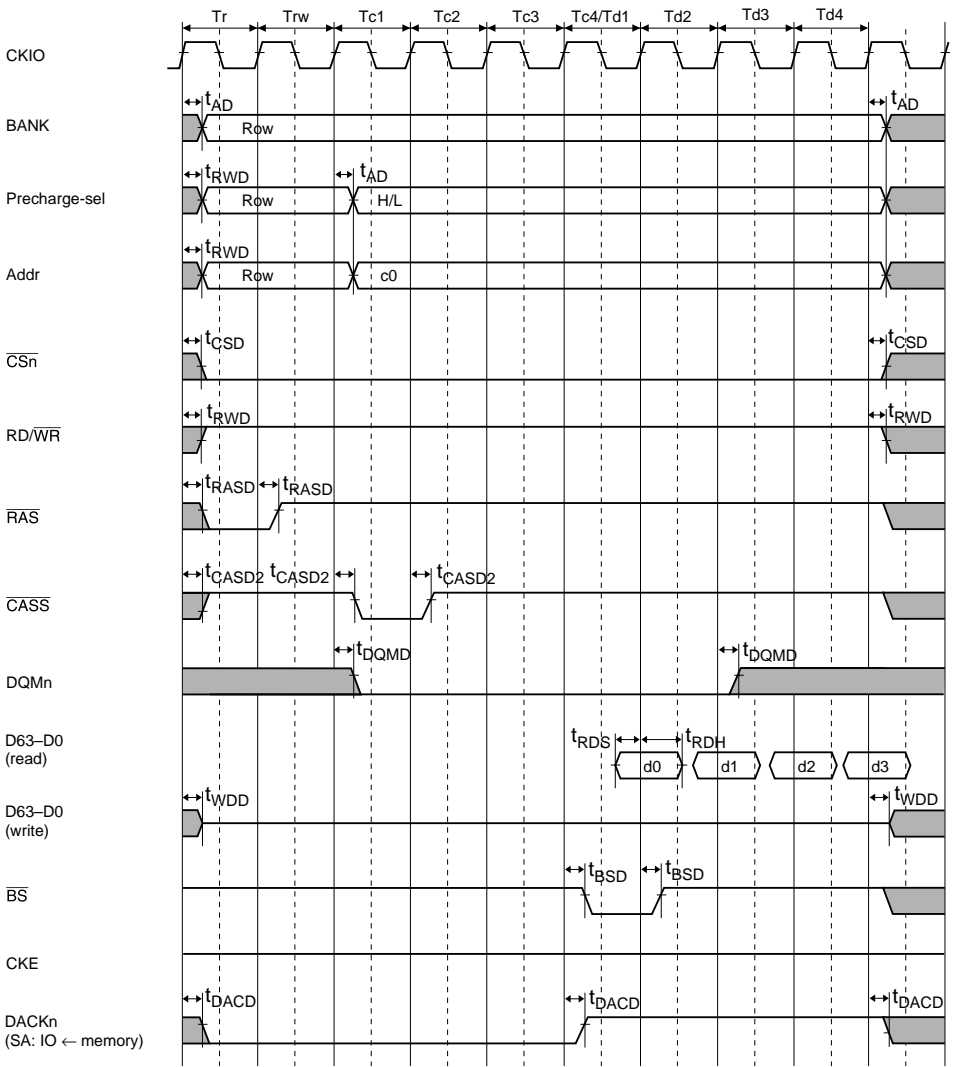 Tr Trw Tc1 Tc2 Tc3 Tc4/Td1 Td2 Td3 Td4
CKIO
tAD tAD
BANK Row
tRWD tAD
Precharge-sel Row H/L
tRWD
Addr Row c0
tCSD tCSD
CSn
tRWD tRWD
RD/WR
tRASD tRASD
RAS
tCASD2 tCASD2 tCASD2
CASS
tDQMD tDQMD
DQMn
tRDS tRDH
D63–D0
(read) d0 d1 d2 d3
tWDD tWDD
D63–D0
(write)
tBSD tBSD
BS
CKE
tDACD tDACD tDACD
DACKn
(SA: IO ← memory)